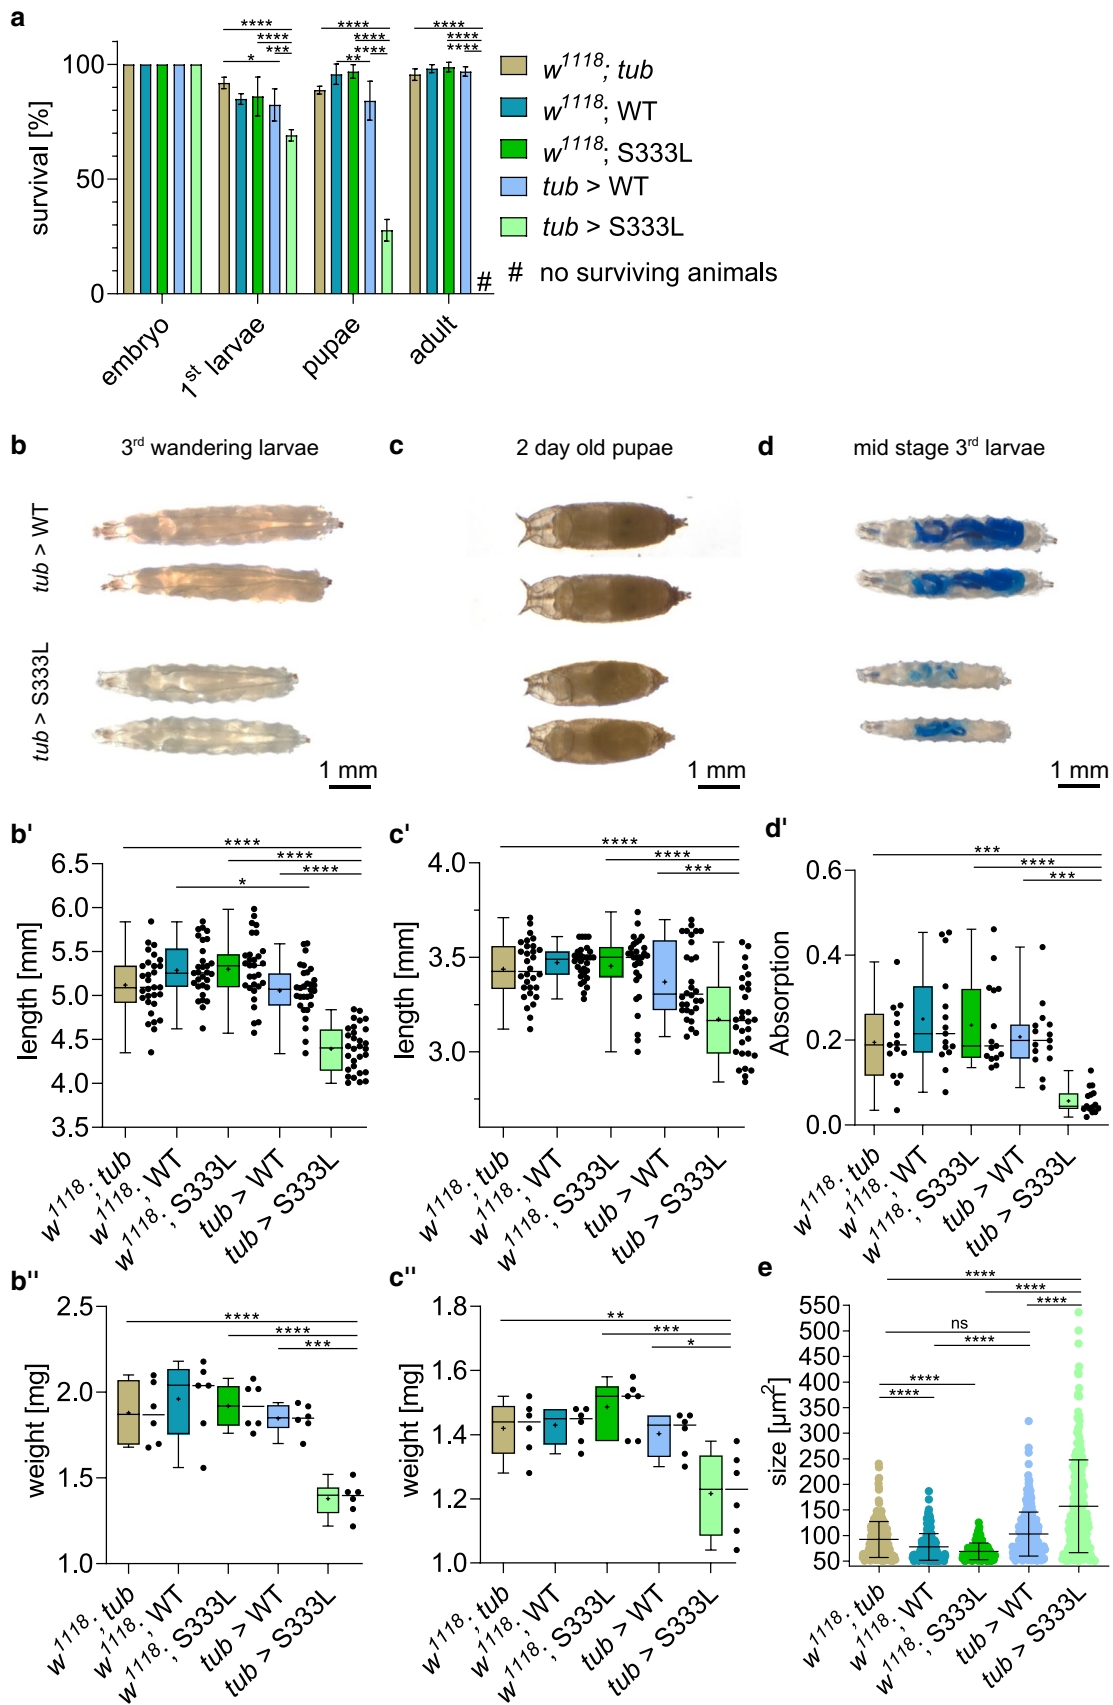 a
**** **** ****
**** **** ****
*** **** ****
* **
survival [%]
100
50
0
embryo
1st larvae
pupae
adult
#
w1118; tub
w1118; WT
w1118; S333L
tub > WT
tub > S333L
# no surviving animals
b 3rd wandering larvae
c 2 day old pupae
d mid stage 3rd larvae
tub > WT
tub > S333L
1 mm
1 mm
1 mm
b'
****
****
****
*
length [mm]
6.5
6.0
5.5
5.0
4.5
4.0
3.5
w1118; tub
w1118; WT
w1118; S333L
tub > WT
tub > S333L
c'
****
****
***
length [mm]
4.0
3.5
3.0
w1118; tub
w1118; WT
w1118; S333L
tub > WT
tub > S333L
d'
***
****
***
Absorption
0.6
0.4
0.2
0.0
w1118; tub
w1118; WT
w1118; S333L
tub > WT
tub > S333L
b''
****
****
***
weight [mg]
2.5
2.0
1.5
1.0
w1118; tub
w1118; WT
w1118; S333L
tub > WT
tub > S333L
c''
**
***
*
weight [mg]
1.8
1.6
1.4
1.2
1.0
w1118; tub
w1118; WT
w1118; S333L
tub > WT
tub > S333L
e
****
****
****
ns
****
****
****
size [µm2]
550
500
450
400
350
300
250
200
150
100
50
w1118; tub
w1118; WT
w1118; S333L
tub > WT
tub > S333L